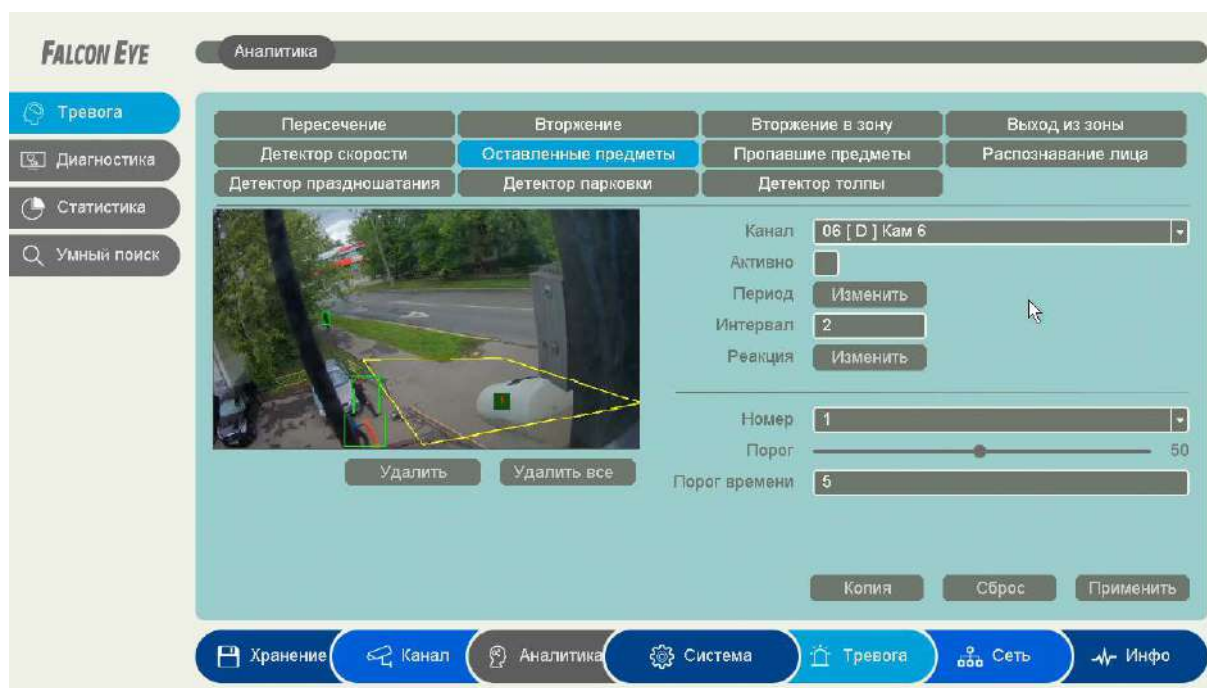 FALCON EYE
Аналитика
Тревога
Диагностика
Статистика
Умный поиск
Пересечение
Вторжение
Вторжение в зону
Выход из зоны
Детектор скорости
Оставленные предметы
Пропавшие предметы
Распознавание лица
Детектор праздношатания
Детектор парковки
Детектор толпы
Канал 06 [ D ] Кам 6
Активно
Период Изменить
Интервал 2
Реакция Изменить
Номер 1
Порог 50
Порог времени 5
Удалить
Удалить все
Копия
Сброс
Применить
Хранение
Канал
Аналитика
Система
Тревога
Сеть
Инфо